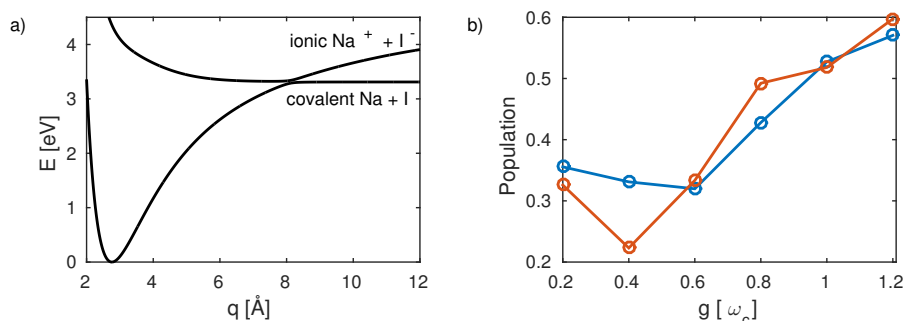 a)
4
3
2
1
0
E [eV]
ionic Na + + I -
covalent Na + I
2
4
6
8
10
12
q [Å]
b)
0.6
0.5
0.4
0.3
0.2
Population
0.2
0.4
0.6
0.8
1
1.2
g [ ω c ]